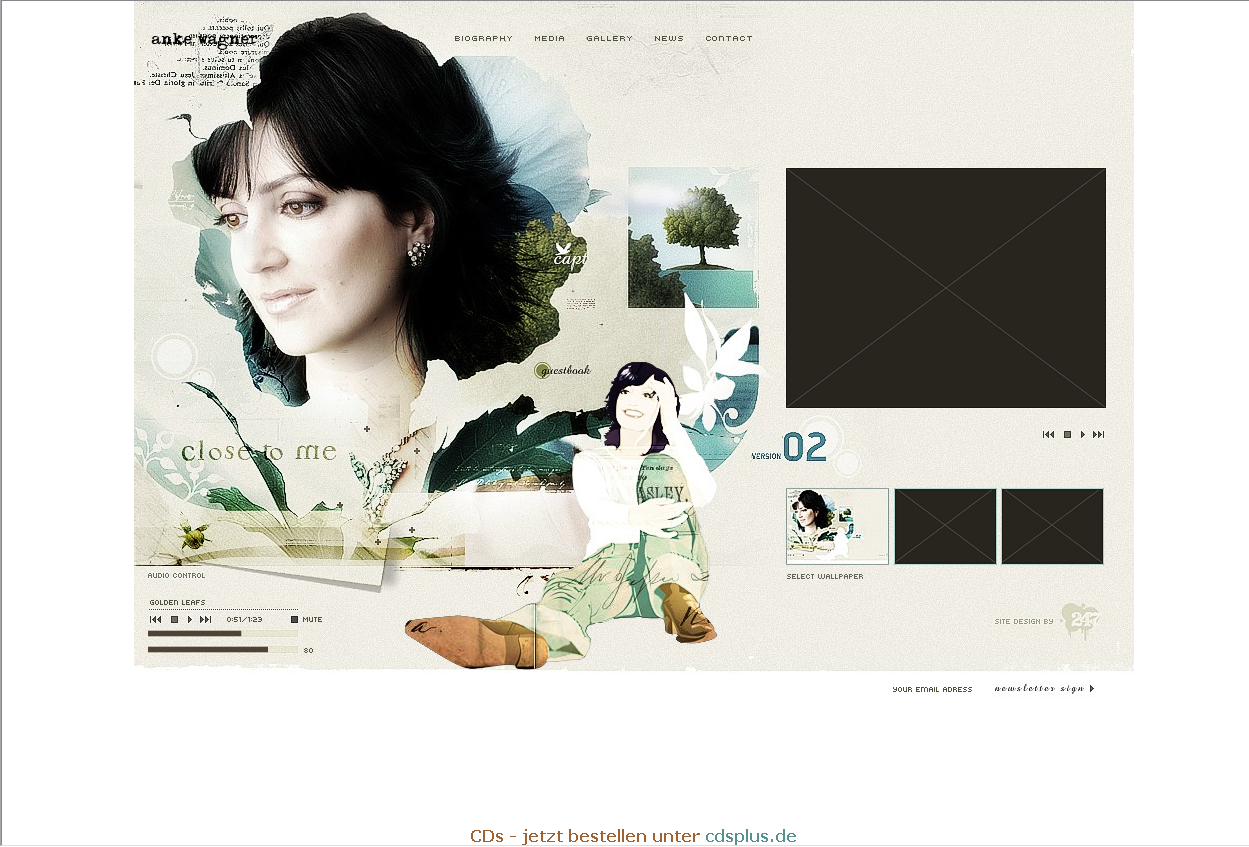 anke wagner
BIOGRAPHY MEDIA GALLERY NEWS CONTACT
capt
guestbook
close to me
VERSION 02
AUDIO CONTROL
SELECT WALLPAPER
GOLDEN LEAFS
0:51/1:23 MUTE
80
SITE DESIGN BY 247
YOUR EMAIL ADRESS newsletter sign
CDs - jetzt bestellen unter cdsplus.de